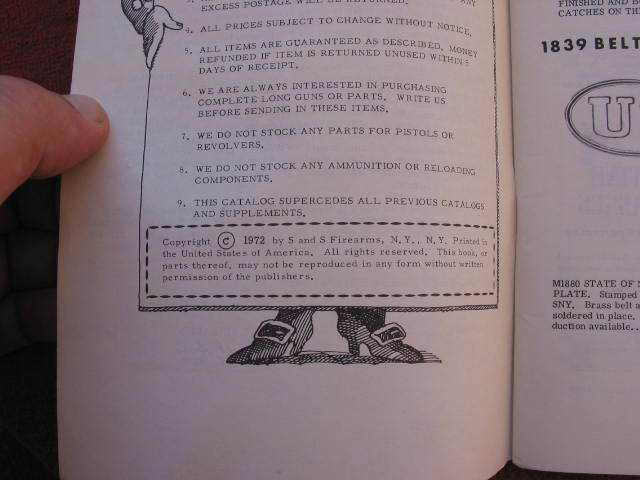 EXCESS POSTAGE WILL BE RETURNED. ANY
4. ALL PRICES SUBJECT TO CHANGE WITHOUT NOTICE.
5. ALL ITEMS ARE GUARANTEED AS DESCRIBED, MONEY
REFUNDED IF ITEM IS RETURNED UNUSED WITHIN 5
DAYS OF RECEIPT.
6. WE ARE ALWAYS INTERESTED IN PURCHASING
COMPLETE LONG GUNS OR PARTS. WRITE US
BEFORE SENDING IN THESE ITEMS.
7. WE DO NOT STOCK ANY PARTS FOR PISTOLS OR
REVOLVERS.
8. WE DO NOT STOCK ANY AMMUNITION OR RELOADING
COMPONENTS.
9. THIS CATALOG SUPERCEDES ALL PREVIOUS CATALOGS
AND SUPPLEMENTS.
Copyright © 1972 by S and S Firearms, N.Y., N.Y. Printed in
the United States of America. All rights reserved. This book, or
parts thereof, may not be reproduced in any form without written
permission of the publishers.
FINISHED AND
CATCHES ON
1839 BELT
U
M1880 STATE OF
PLATE. Stamped
SNY. Brass belt
soldered in place.
duction available..